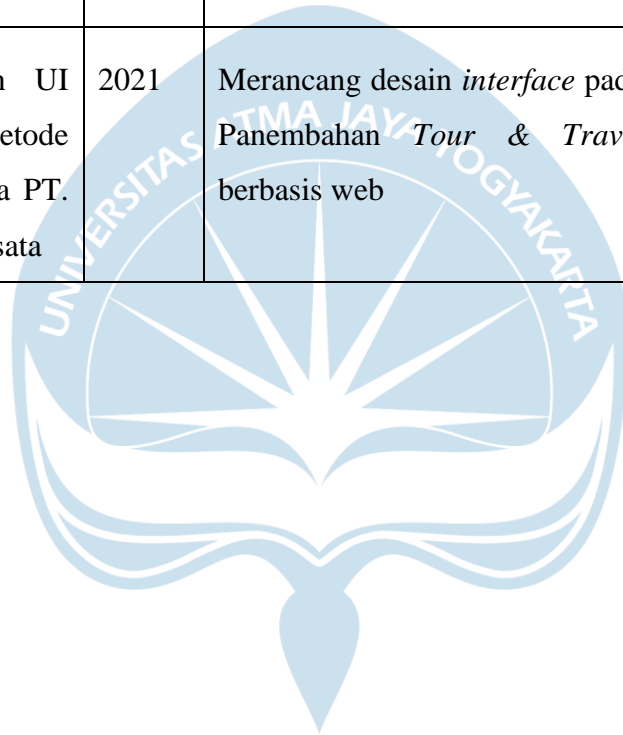 UI 2021 Merancang desain interface pad
etode Panembahan Tour & Trav
a PT. berbasis web
sata
UNIVERSITAS ATMA JAYA YOGYAKARTA